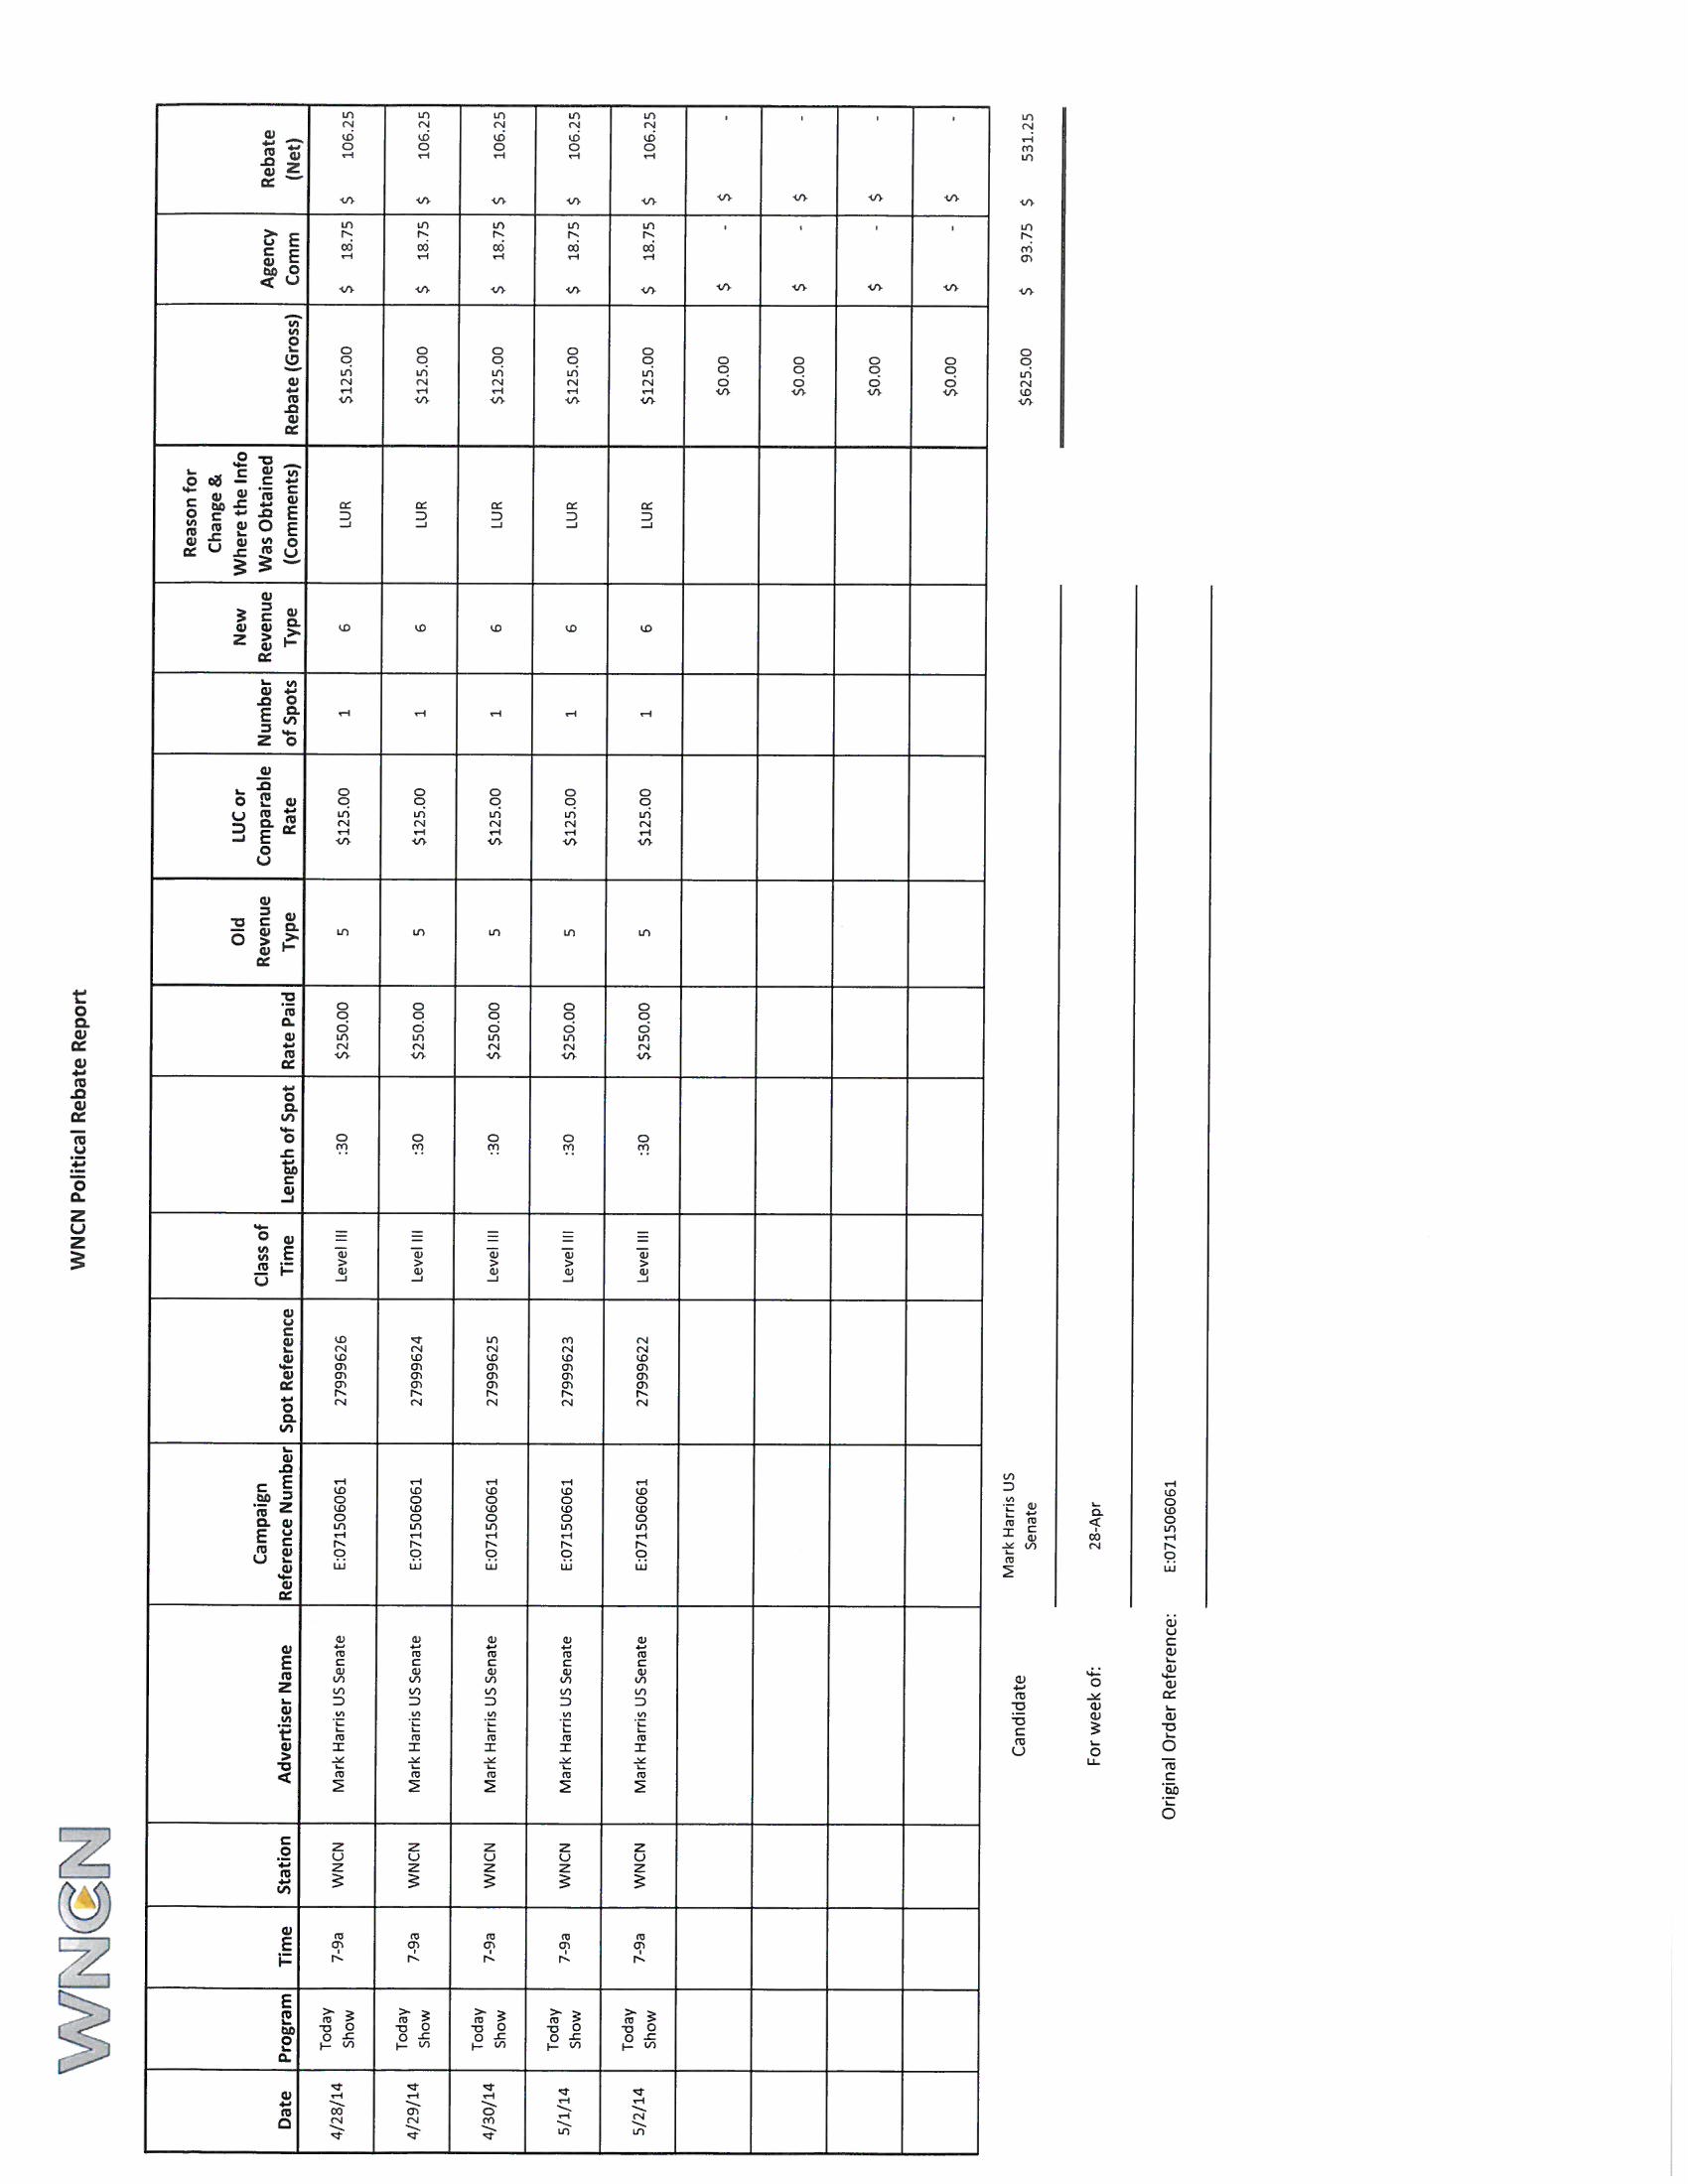 WNCN
WNCN Political Rebate Report
Date Program Time Station Advertiser Name Campaign Reference Number Spot Reference Class of Time Length of Spot Rate Paid Old Revenue Type LUC or Comparable Rate Number of Spots New Revenue Type Reason for Change & Where the Info Was Obtained (Comments) Rebate (Gross) Agency Comm Rebate (Net)
4/28/14 Today Show 7-9a WNCN Mark Harris US Senate E:071506061 27999626 Level III :30 $250.00 5 $125.00 1 6 LUR $125.00 $ 18.75 $ 106.25
4/29/14 Today Show 7-9a WNCN Mark Harris US Senate E:071506061 27999624 Level III :30 $250.00 5 $125.00 1 6 LUR $125.00 $ 18.75 $ 106.25
4/30/14 Today Show 7-9a WNCN Mark Harris US Senate E:071506061 27999625 Level III :30 $250.00 5 $125.00 1 6 LUR $125.00 $ 18.75 $ 106.25
5/1/14 Today Show 7-9a WNCN Mark Harris US Senate E:071506061 27999623 Level III :30 $250.00 5 $125.00 1 6 LUR $125.00 $ 18.75 $ 106.25
5/2/14 Today Show 7-9a WNCN Mark Harris US Senate E:071506061 27999622 Level III :30 $250.00 5 $125.00 1 6 LUR $125.00 $ 18.75 $ 106.25
$0.00 $ - $ -
$0.00 $ - $ -
$0.00 $ - $ -
$0.00 $ - $ -
Candidate Mark Harris US Senate $625.00 $ 93.75 $ 531.25
For week of: 28-Apr
Original Order Reference: E:071506061